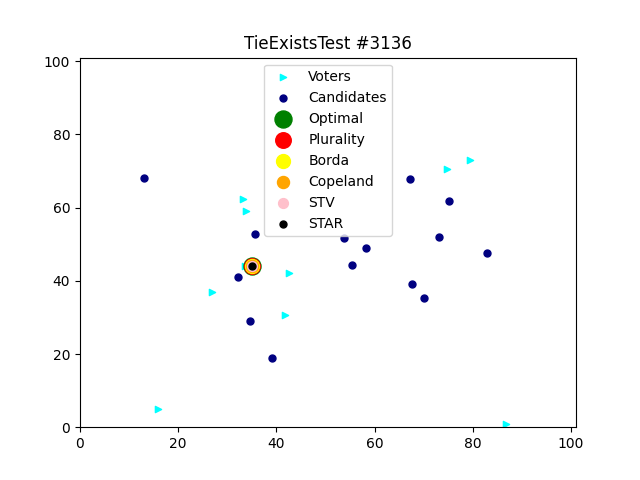 TieExistsTest #3136
Voters
Candidates
Optimal
Plurality
Borda
Copeland
STV
STAR
100
80
60
40
20
0
0 20 40 60 80 100